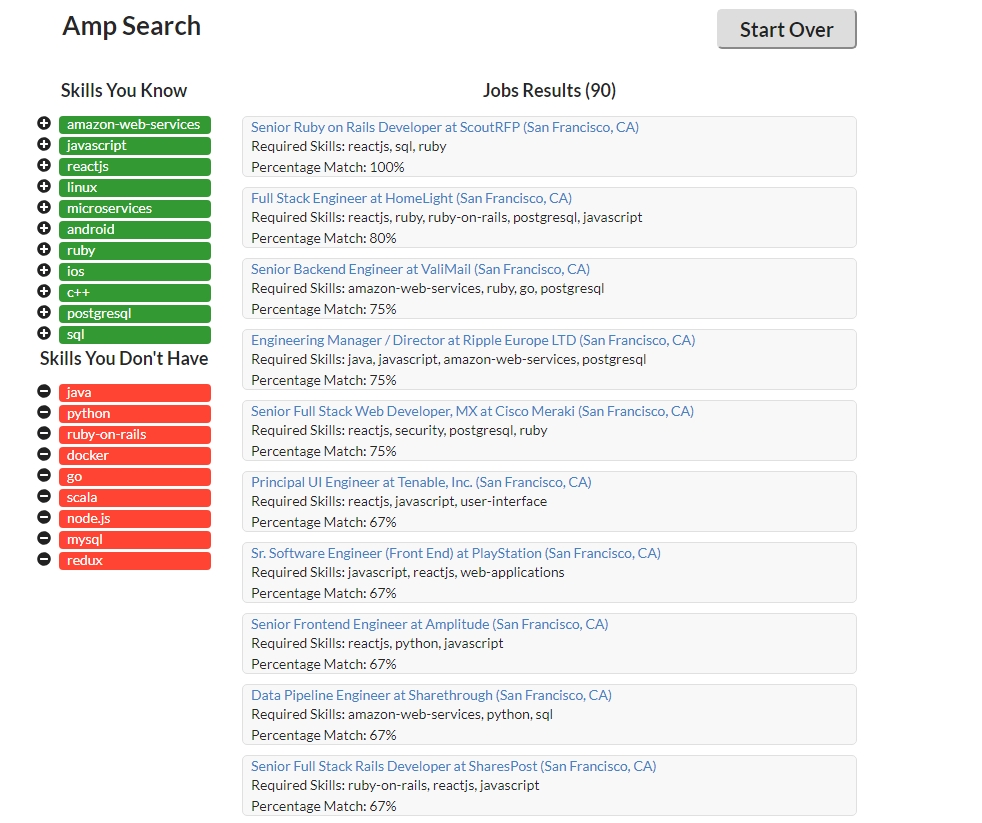 Amp Search
Start Over
Skills You Know
amazon-web-services
javascript
reactjs
linux
microservices
android
ruby
ios
c++
postgresql
sql
Skills You Don't Have
java
python
ruby-on-rails
docker
go
scala
node.js
mysql
redux
Jobs Results (90)
Senior Ruby on Rails Developer at ScoutRFP (San Francisco, CA)
Required Skills: reactjs, sql, ruby
Percentage Match: 100%
Full Stack Engineer at HomeLight (San Francisco, CA)
Required Skills: reactjs, ruby, ruby-on-rails, postgresql, javascript
Percentage Match: 80%
Senior Backend Engineer at ValiMail (San Francisco, CA)
Required Skills: amazon-web-services, ruby, go, postgresql
Percentage Match: 75%
Engineering Manager / Director at Ripple Europe LTD (San Francisco, CA)
Required Skills: java, javascript, amazon-web-services, postgresql
Percentage Match: 75%
Senior Full Stack Web Developer, MX at Cisco Meraki (San Francisco, CA)
Required Skills: reactjs, security, postgresql, ruby
Percentage Match: 75%
Principal UI Engineer at Tenable, Inc. (San Francisco, CA)
Required Skills: reactjs, javascript, user-interface
Percentage Match: 67%
Sr. Software Engineer (Front End) at PlayStation (San Francisco, CA)
Required Skills: javascript, reactjs, web-applications
Percentage Match: 67%
Senior Frontend Engineer at Amplitude (San Francisco, CA)
Required Skills: reactjs, python, javascript
Percentage Match: 67%
Data Pipeline Engineer at Sharethrough (San Francisco, CA)
Required Skills: amazon-web-services, python, sql
Percentage Match: 67%
Senior Full Stack Rails Developer at SharesPost (San Francisco, CA)
Required Skills: ruby-on-rails, reactjs, javascript
Percentage Match: 67%